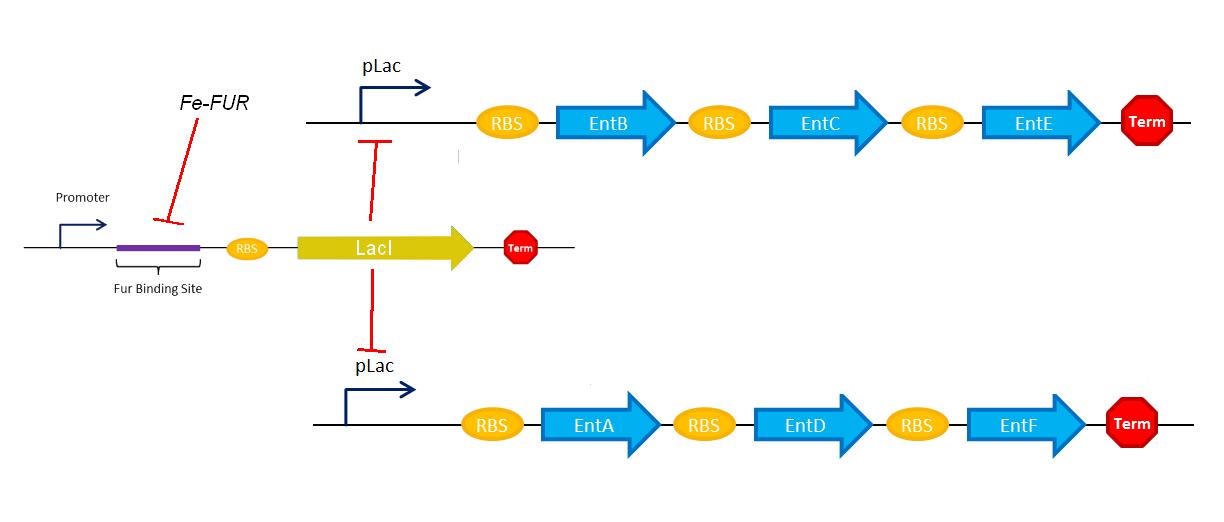 pLac
Fe-FUR
RBS EntB RBS EntC RBS EntE Term
Promoter
RBS LacI Term
Fur Binding Site
pLac
RBS EntA RBS EntD RBS EntF Term